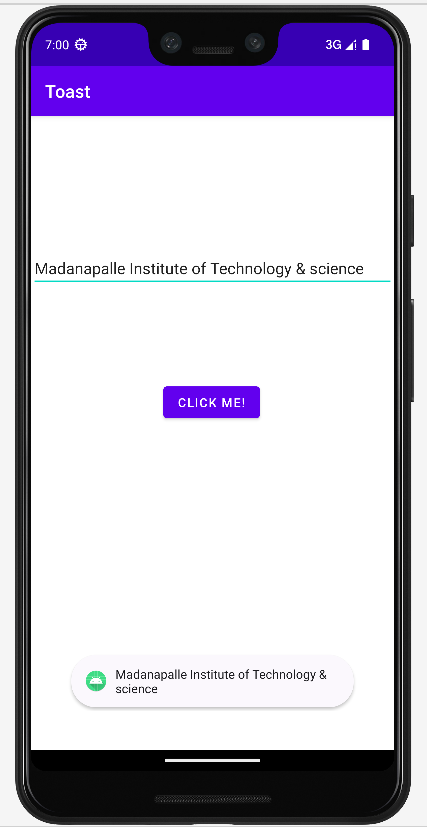 7:00
3G
Toast
Madanapalle Institute of Technology & science
CLICK ME!
Madanapalle Institute of Technology &
science